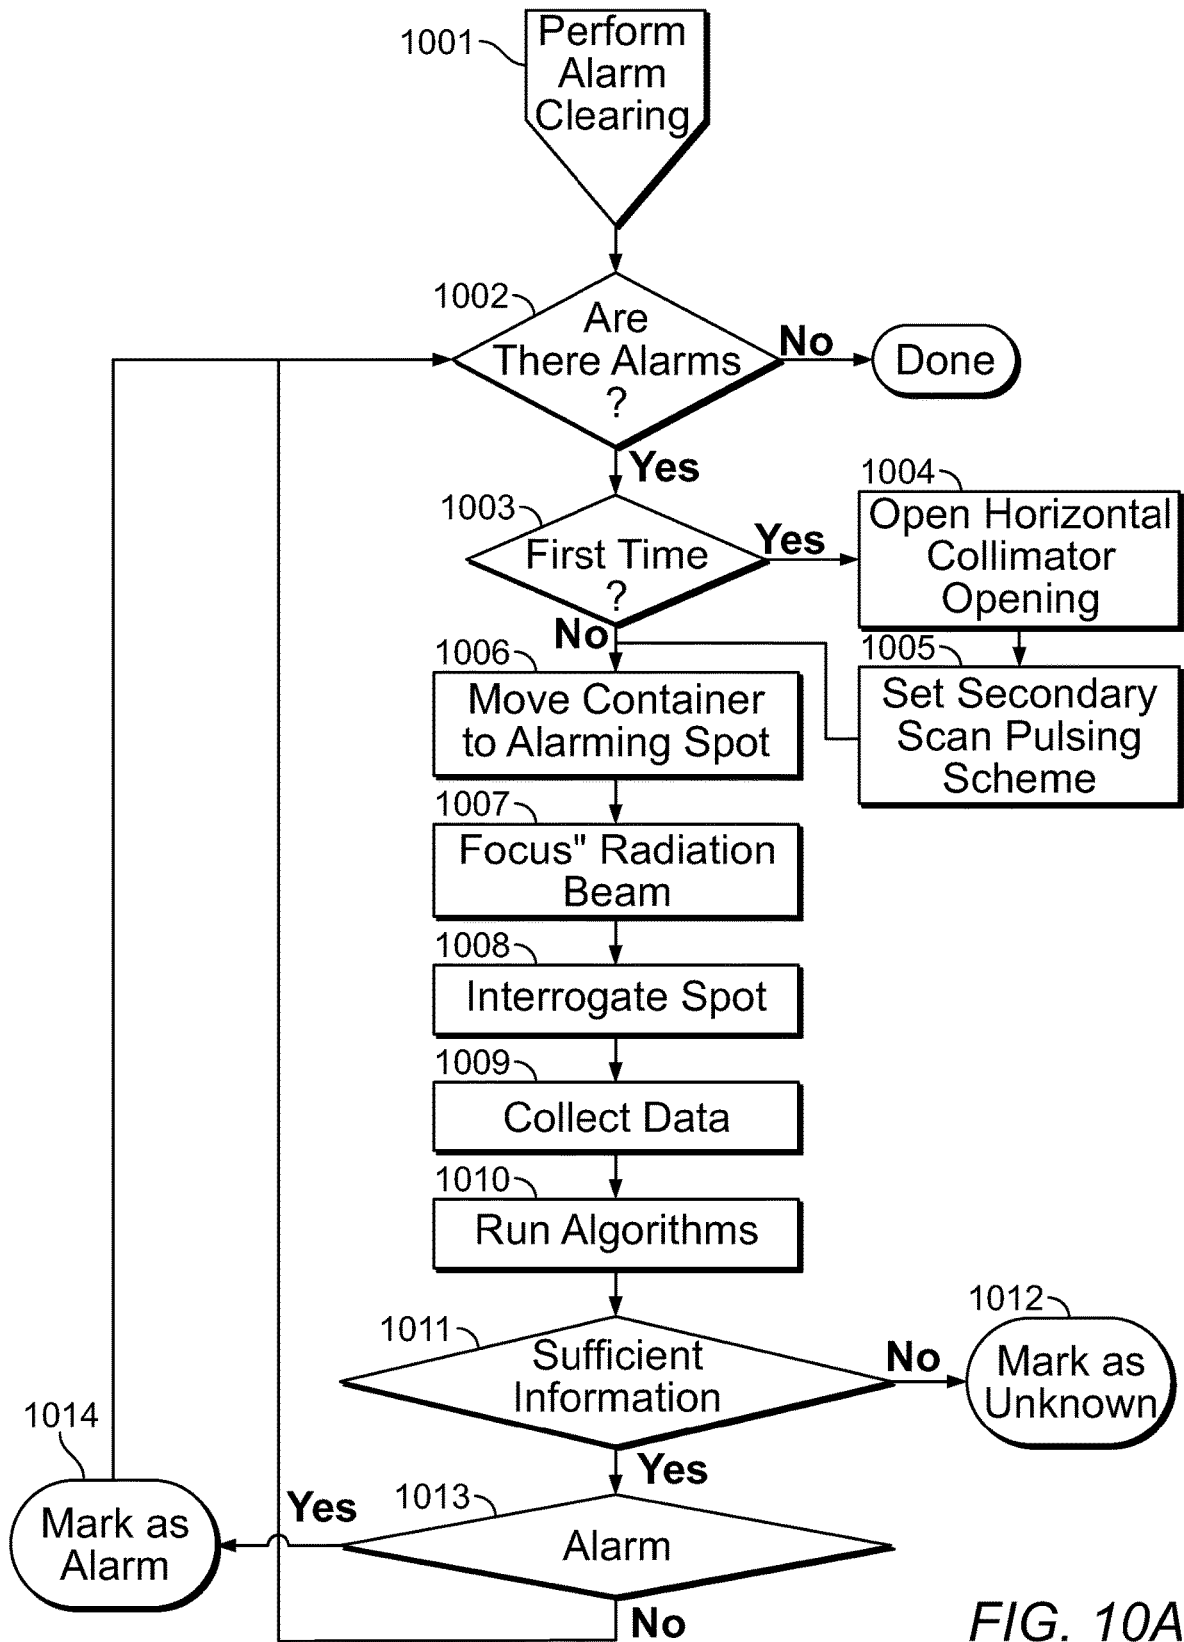 1001
Perform
Alarm
Clearing
1002
Are
There Alarms
?
No
Done
Yes
1003
First Time
?
Yes
1004
Open Horizontal
Collimator
Opening
No
1005
Set Secondary
Scan Pulsing
Scheme
1006
Move Container
to Alarming Spot
1007
Focus" Radiation
Beam
1008
Interrogate Spot
1009
Collect Data
1010
Run Algorithms
1011
Sufficient
Information
No
1012
Mark as
Unknown
Yes
1013
Alarm
Yes
1014
Mark as
Alarm
No
FIG. 10A